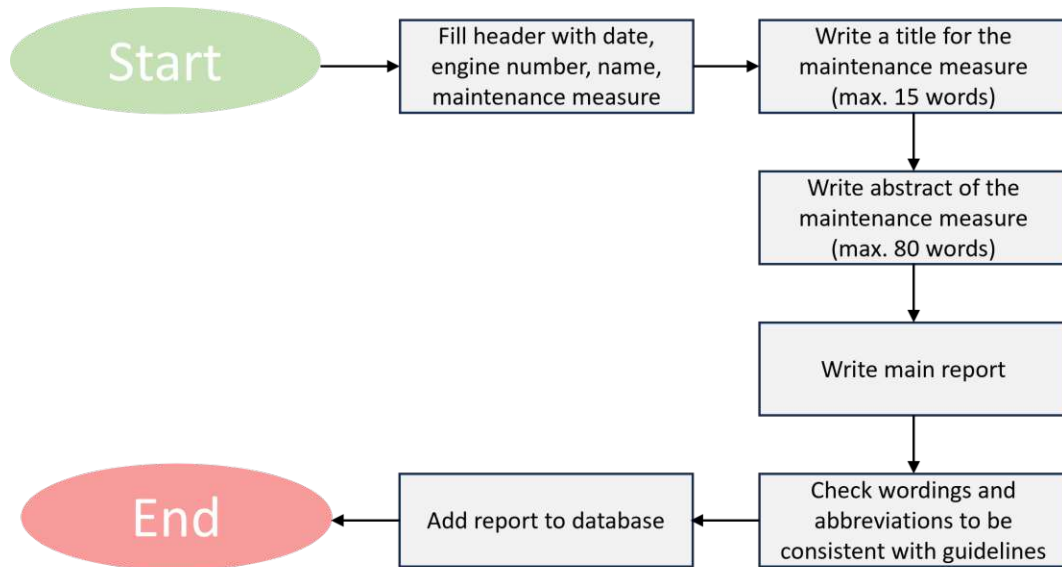 Start
Fill header with date,
engine number, name,
maintenance measure
Write a title for the
maintenance measure
(max. 15 words)
Write abstract of the
maintenance measure
(max. 80 words)
Write main report
Check wordings and
abbreviations to be
consistent with guidelines
Add report to database
End